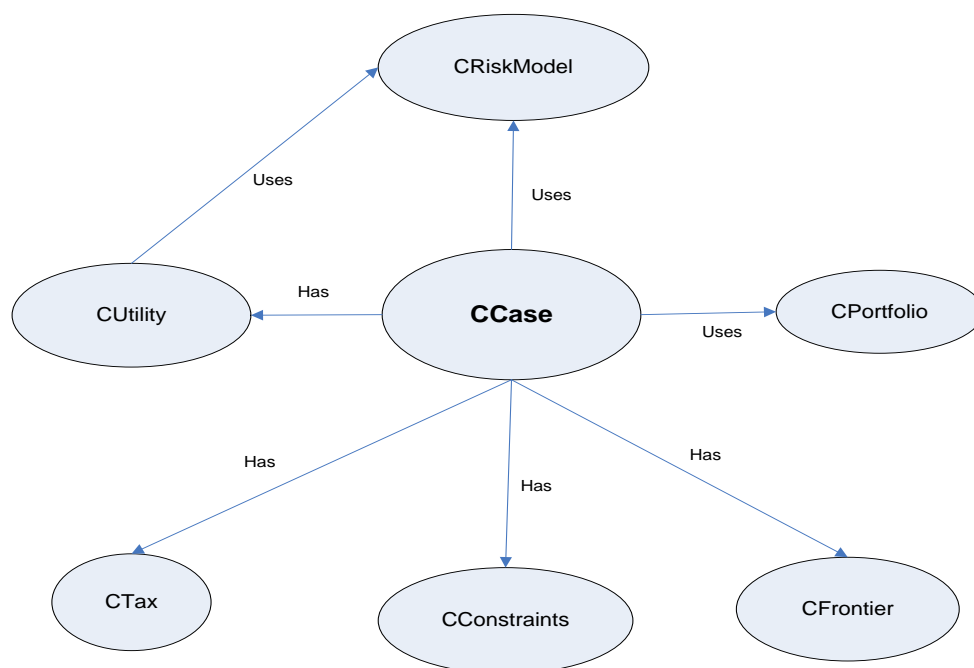 CRiskModel
Uses
Uses
CUtility
Has
CCase
Uses
CPortfolio
Has
Has
Has
CTax
CConstraints
CFrontier